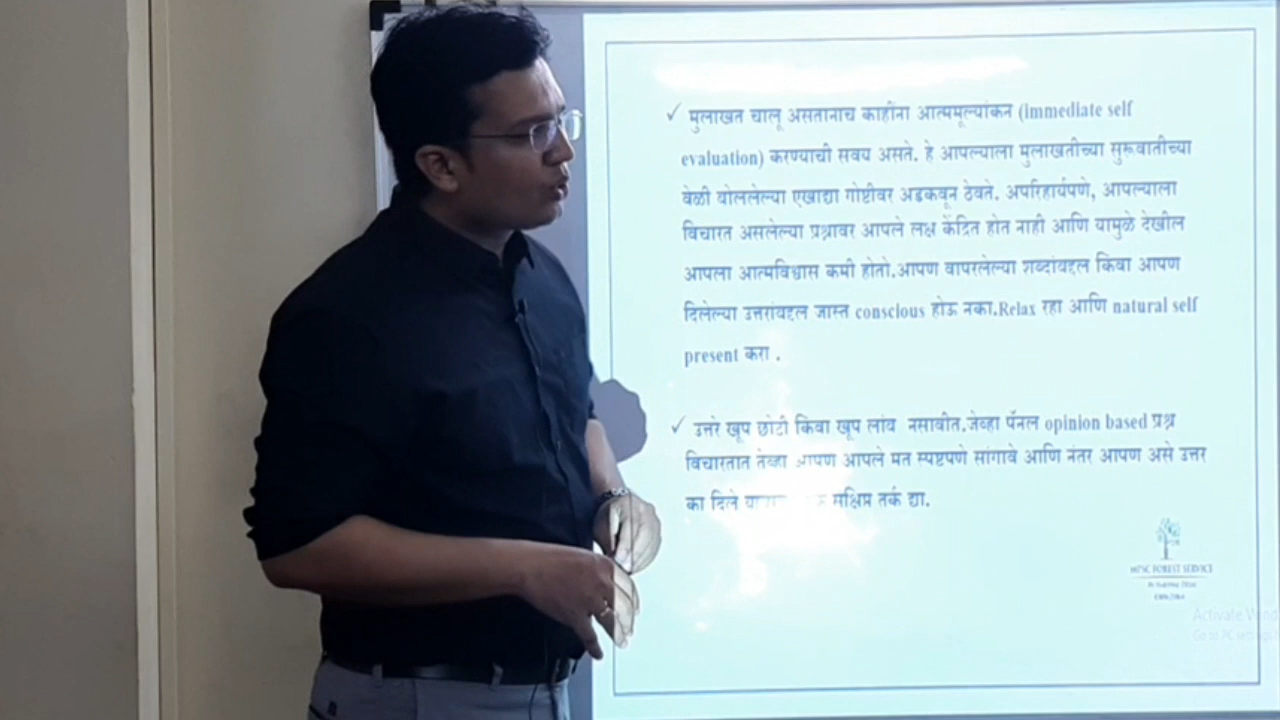 ✓ मुलाखत चालू असतानाच काहींना आत्ममूल्यांकन (immediate self
evaluation) करण्याची सवय असते. हे आपल्याला मुलाखतीच्या सुरूवातीच्या
वेळी बोललेल्या एखाद्या गोष्टीवर अडकवून ठेवते. अपरिहार्यपणे, आपल्याला
विचारत असलेल्या प्रश्नावर आपले लक्ष केंद्रित होत नाही आणि यामुळे देखील
आपला आत्मविश्वास कमी होतो.आपण वापरलेल्या शब्दांबद्दल किंवा आपण
दिलेल्या उत्तरांबद्दल जास्त conscious होऊ नका.Relax रहा आणि natural self
present करा .
✓ उत्तरे खूप छोटी किंवा खूप लांब नसावीत.जेव्हा पॅनल opinion based प्रश्न
विचारतात तेव्हा आपण आपले मत स्पष्टपणे सांगावे आणि नंतर आपण असे उत्तर
का दिले संक्षिप्त तर्क द्या.
MPSC FOREST SERVICE
Activate Wind
Go to PC settings